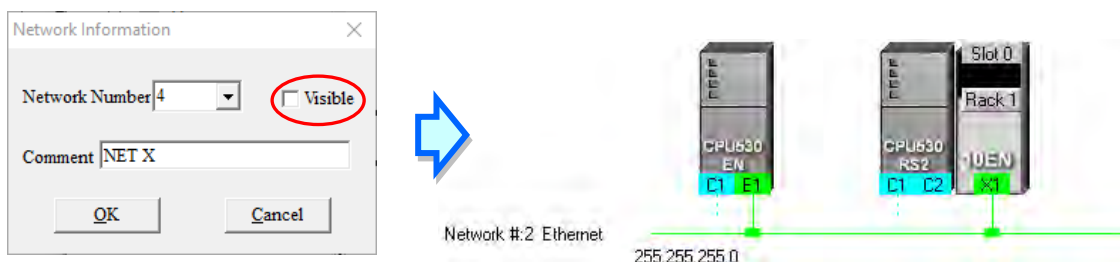 Network Information
Network Number 4
Visible
Comment NET X
OK
Cancel
CPU530
EN
C1 E1
CPU530
RS2
C1 C2
Slot 0
Rack 1
10EN
X1
Network #:2 Ethernet
255.255.255.0